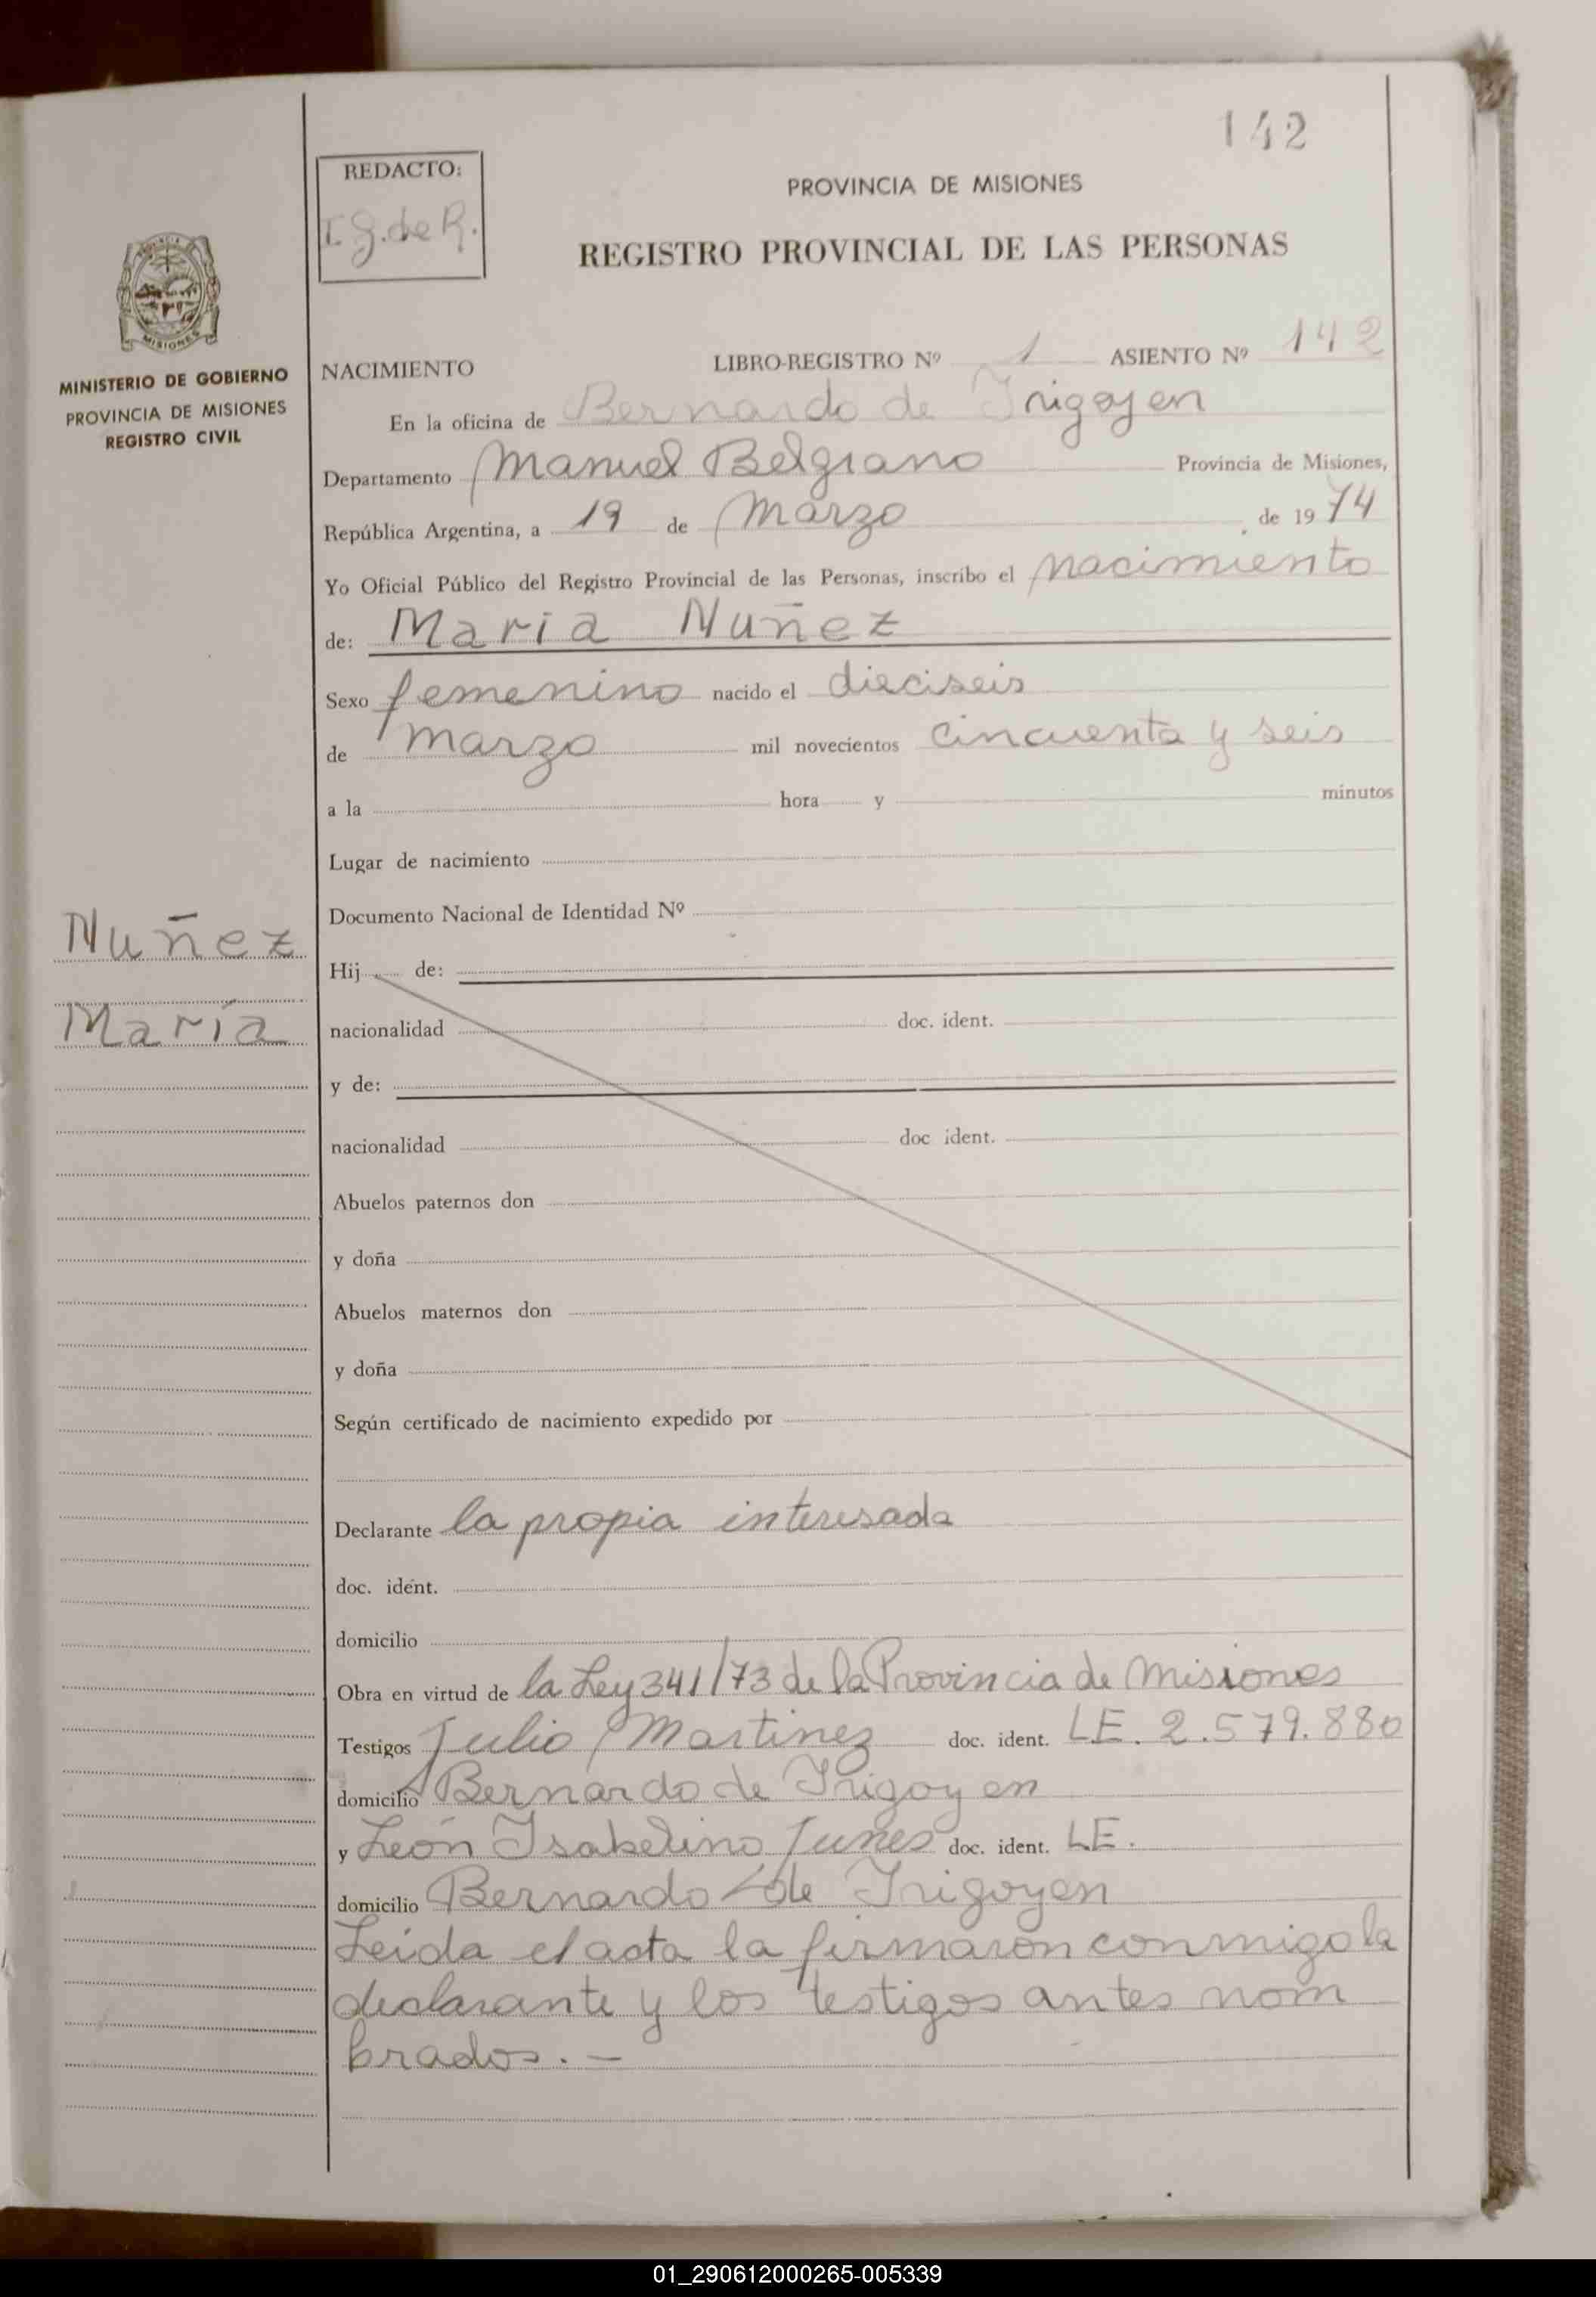 142
REDACTO:
I g. de R.
PROVINCIA DE MISIONES
REGISTRO PROVINCIAL DE LAS PERSONAS
MISIONES
MINISTERIO DE GOBIERNO
PROVINCIA DE MISIONES
REGISTRO CIVIL
NACIMIENTO LIBRO-REGISTRO Nº 1 ASIENTO Nº 142
En la oficina de Bernardo de Irigoyen
Departamento Manuel Belgrano Provincia de Misiones,
República Argentina, a 19 de Marzo de 1974
Yo Oficial Público del Registro Provincial de las Personas, inscribo el nacimiento
de: María Nuñez
Sexo femenino nacido el dieciseis
de marzo mil novecientos cincuenta y seis
a la hora y minutos
Lugar de nacimiento
Documento Nacional de Identidad Nº
Nuñez
María
Hij de:
nacionalidad doc. ident.
y de:
nacionalidad doc ident.
Abuelos paternos don
y doña
Abuelos maternos don
y doña
Según certificado de nacimiento expedido por
Declarante la propia interesada
doc. ident.
domicilio
Obra en virtud de la Ley 341/73 de la Provincia de Misiones
Testigos Julio Martinez doc. ident. LE. 2.579.880
domicilio Bernardo de Irigoyen
y León Isabelino doc. ident. LE.
domicilio Bernardo de Irigoyen
Leída el acta la firmaron conmigo la
declarante y los testigos antes nom
brados. —
01_290612000265-005339